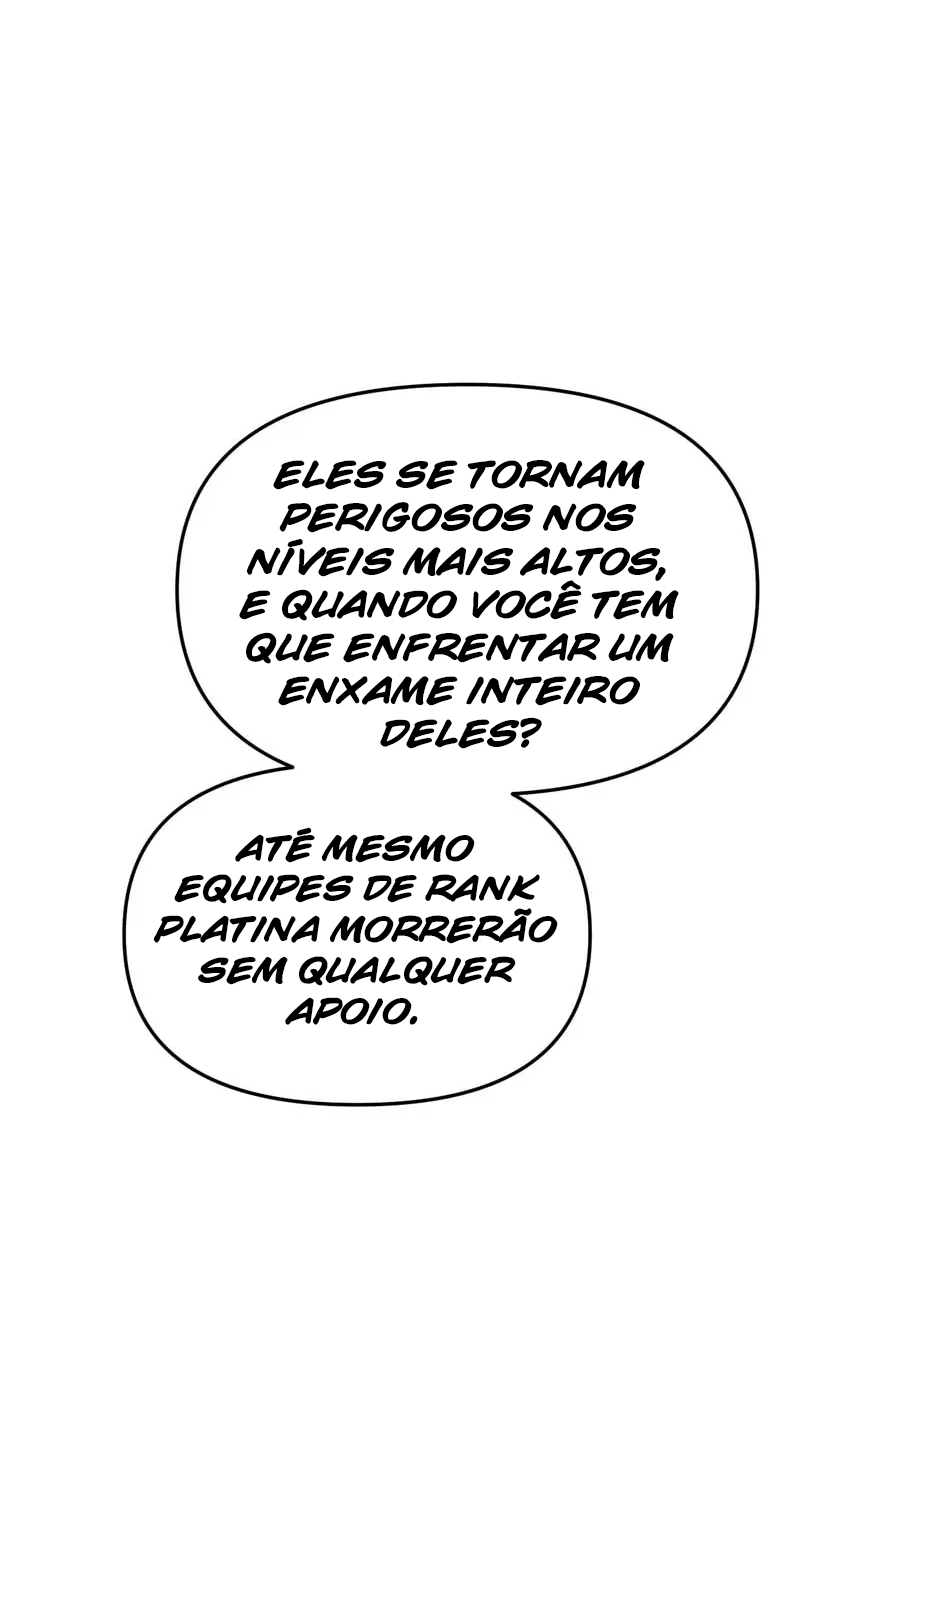 ELES SE TORNAM
PERIGOSOS NOS
NÍVEIS MAIS ALTOS,
E QUANDO VOCÊ TEM
QUE ENFRENTAR UM
ENXAME INTEIRO
DELES?
ATÉ MESMO
EQUIPES DE RANK
PLATINA MORRERÃO
SEM QUALQUER
APOIO.